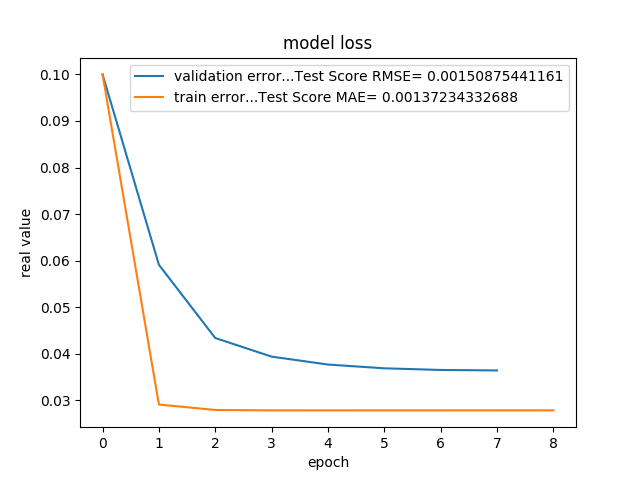 model loss
validation error...Test Score RMSE= 0.00150875441161
train error...Test Score MAE= 0.00137234332688
real value
0.10
0.09
0.08
0.07
0.06
0.05
0.04
0.03
0 1 2 3 4 5 6 7 8
epoch